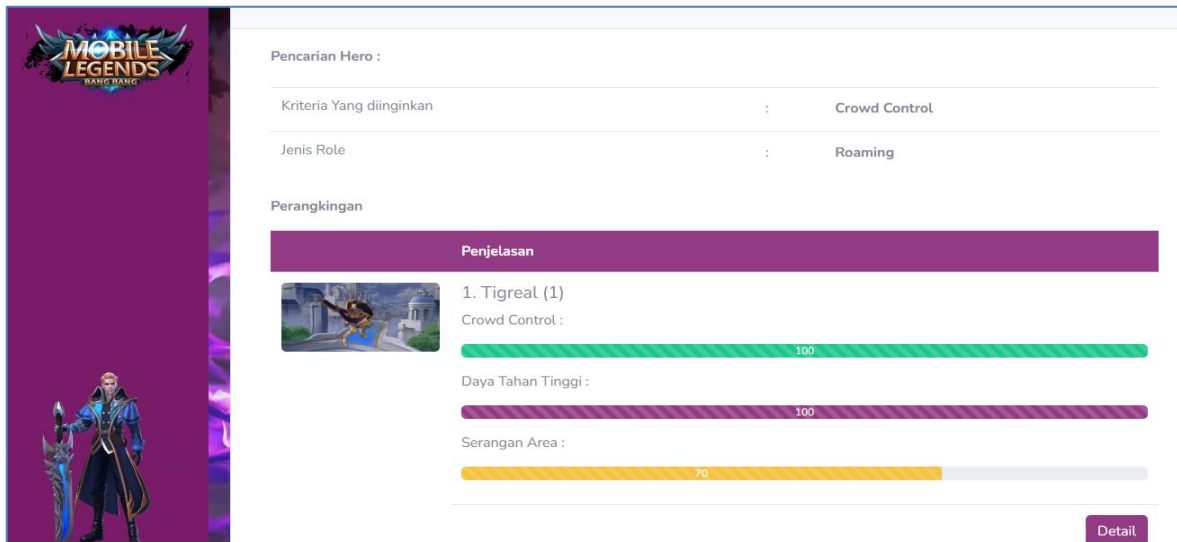 MOBILE
LEGENDS
BANG BANG
Pencarian Hero :
Kriteria Yang diinginkan : Crowd Control
Jenis Role : Roaming
Perangkingan
Penjelasan
1. Tigreal (1)
Crowd Control :
100
Daya Tahan Tinggi :
100
Serangan Area :
70
Detail